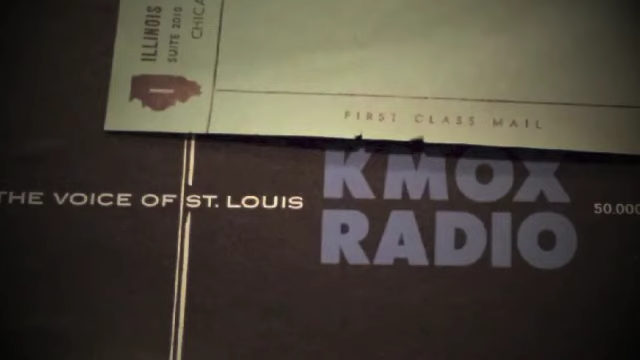 ILLINOIS
SUITE 2010
CHICA
FIRST CLASS MAIL
THE VOICE OF ST. LOUIS
KMOX
RADIO
50.000